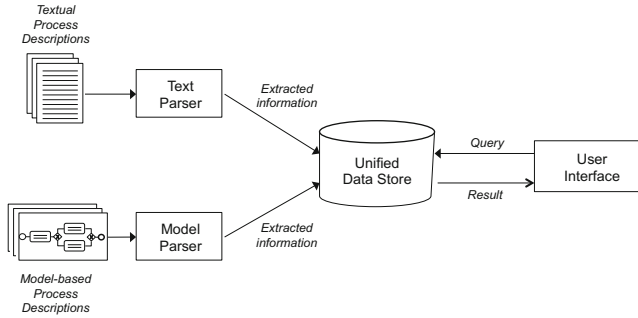 Textual
Process
Descriptions
Text
Parser
Extracted
information
Unified
Data Store
Query
Result
User
Interface
Model
Parser
Extracted
information
Model-based
Process
Descriptions